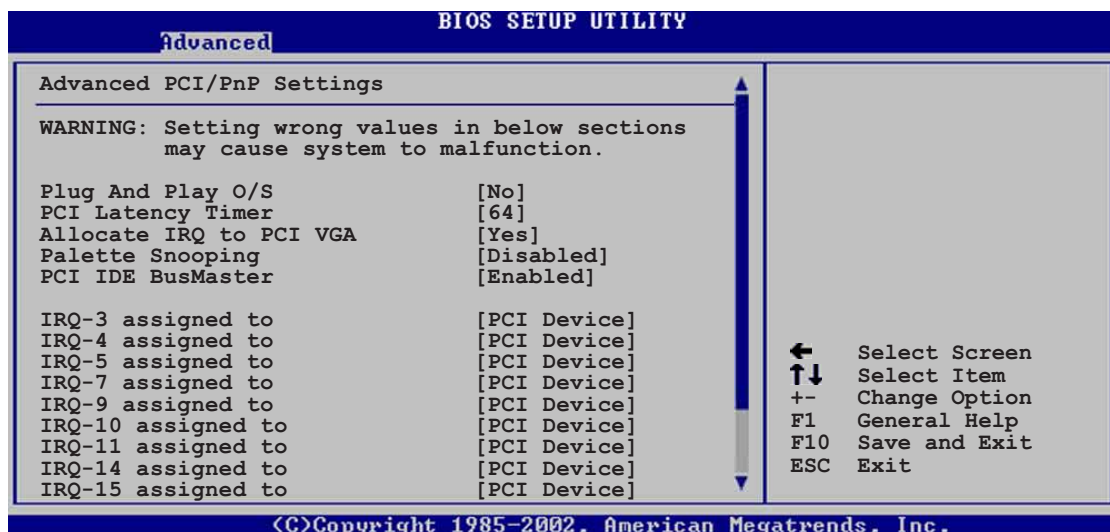 BIOS SETUP UTILITY
Advanced
Advanced PCI/PnP Settings
WARNING: Setting wrong values in below sections
may cause system to malfunction.
Plug And Play O/S [No]
PCI Latency Timer [64]
Allocate IRQ to PCI VGA [Yes]
Palette Snooping [Disabled]
PCI IDE BusMaster [Enabled]
IRQ-3 assigned to [PCI Device]
IRQ-4 assigned to [PCI Device]
IRQ-5 assigned to [PCI Device]
IRQ-7 assigned to [PCI Device]
IRQ-9 assigned to [PCI Device]
IRQ-10 assigned to [PCI Device]
IRQ-11 assigned to [PCI Device]
IRQ-14 assigned to [PCI Device]
IRQ-15 assigned to [PCI Device]
← Select Screen
↑↓ Select Item
+- Change Option
F1 General Help
F10 Save and Exit
ESC Exit
(C)Copyright 1985-2002, American Megatrends, Inc.